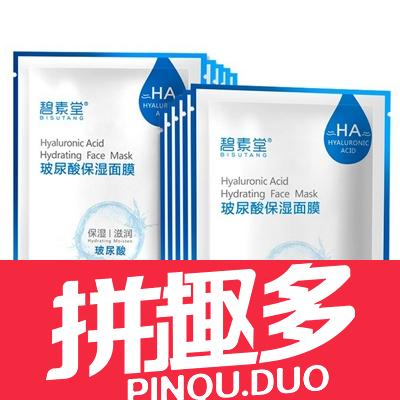 碧素堂®
BISUTANG
HA
HYALURONIC
A
Hyaluronic Acid
Hydrating Face Mask
玻尿酸保湿面膜
保湿|滋润
Hydrating Moisten
玻尿酸
碧素堂®
BISUTANG
HA
HYALURONIC
ACID
Hyaluronic Acid
Hydrating Face Mask
玻尿酸保湿面膜
拼趣多
PINQU.DUO